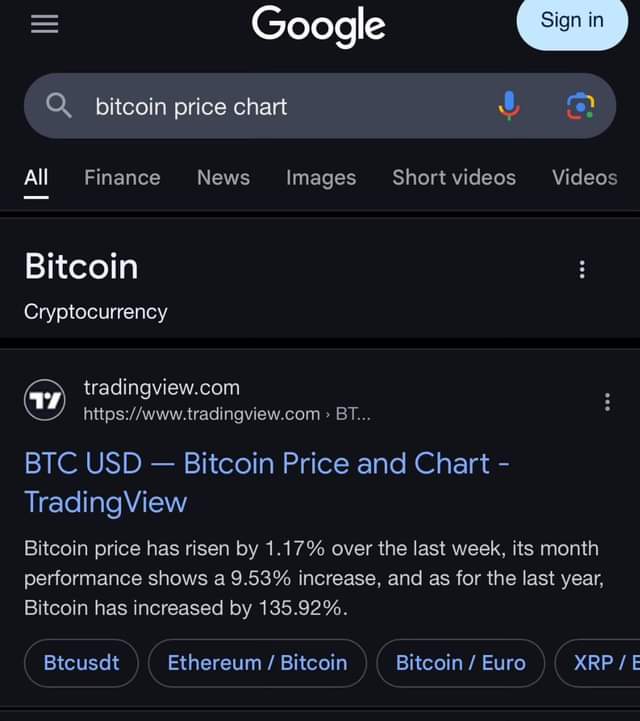 Google
Sign in
bitcoin price chart
All Finance News Images Short videos Videos
Bitcoin
Cryptocurrency
tradingview.com
https://www.tradingview.com › BT...
BTC USD — Bitcoin Price and Chart -
TradingView
Bitcoin price has risen by 1.17% over the last week, its month
performance shows a 9.53% increase, and as for the last year,
Bitcoin has increased by 135.92%.
Btcusdt Ethereum / Bitcoin Bitcoin / Euro XRP /